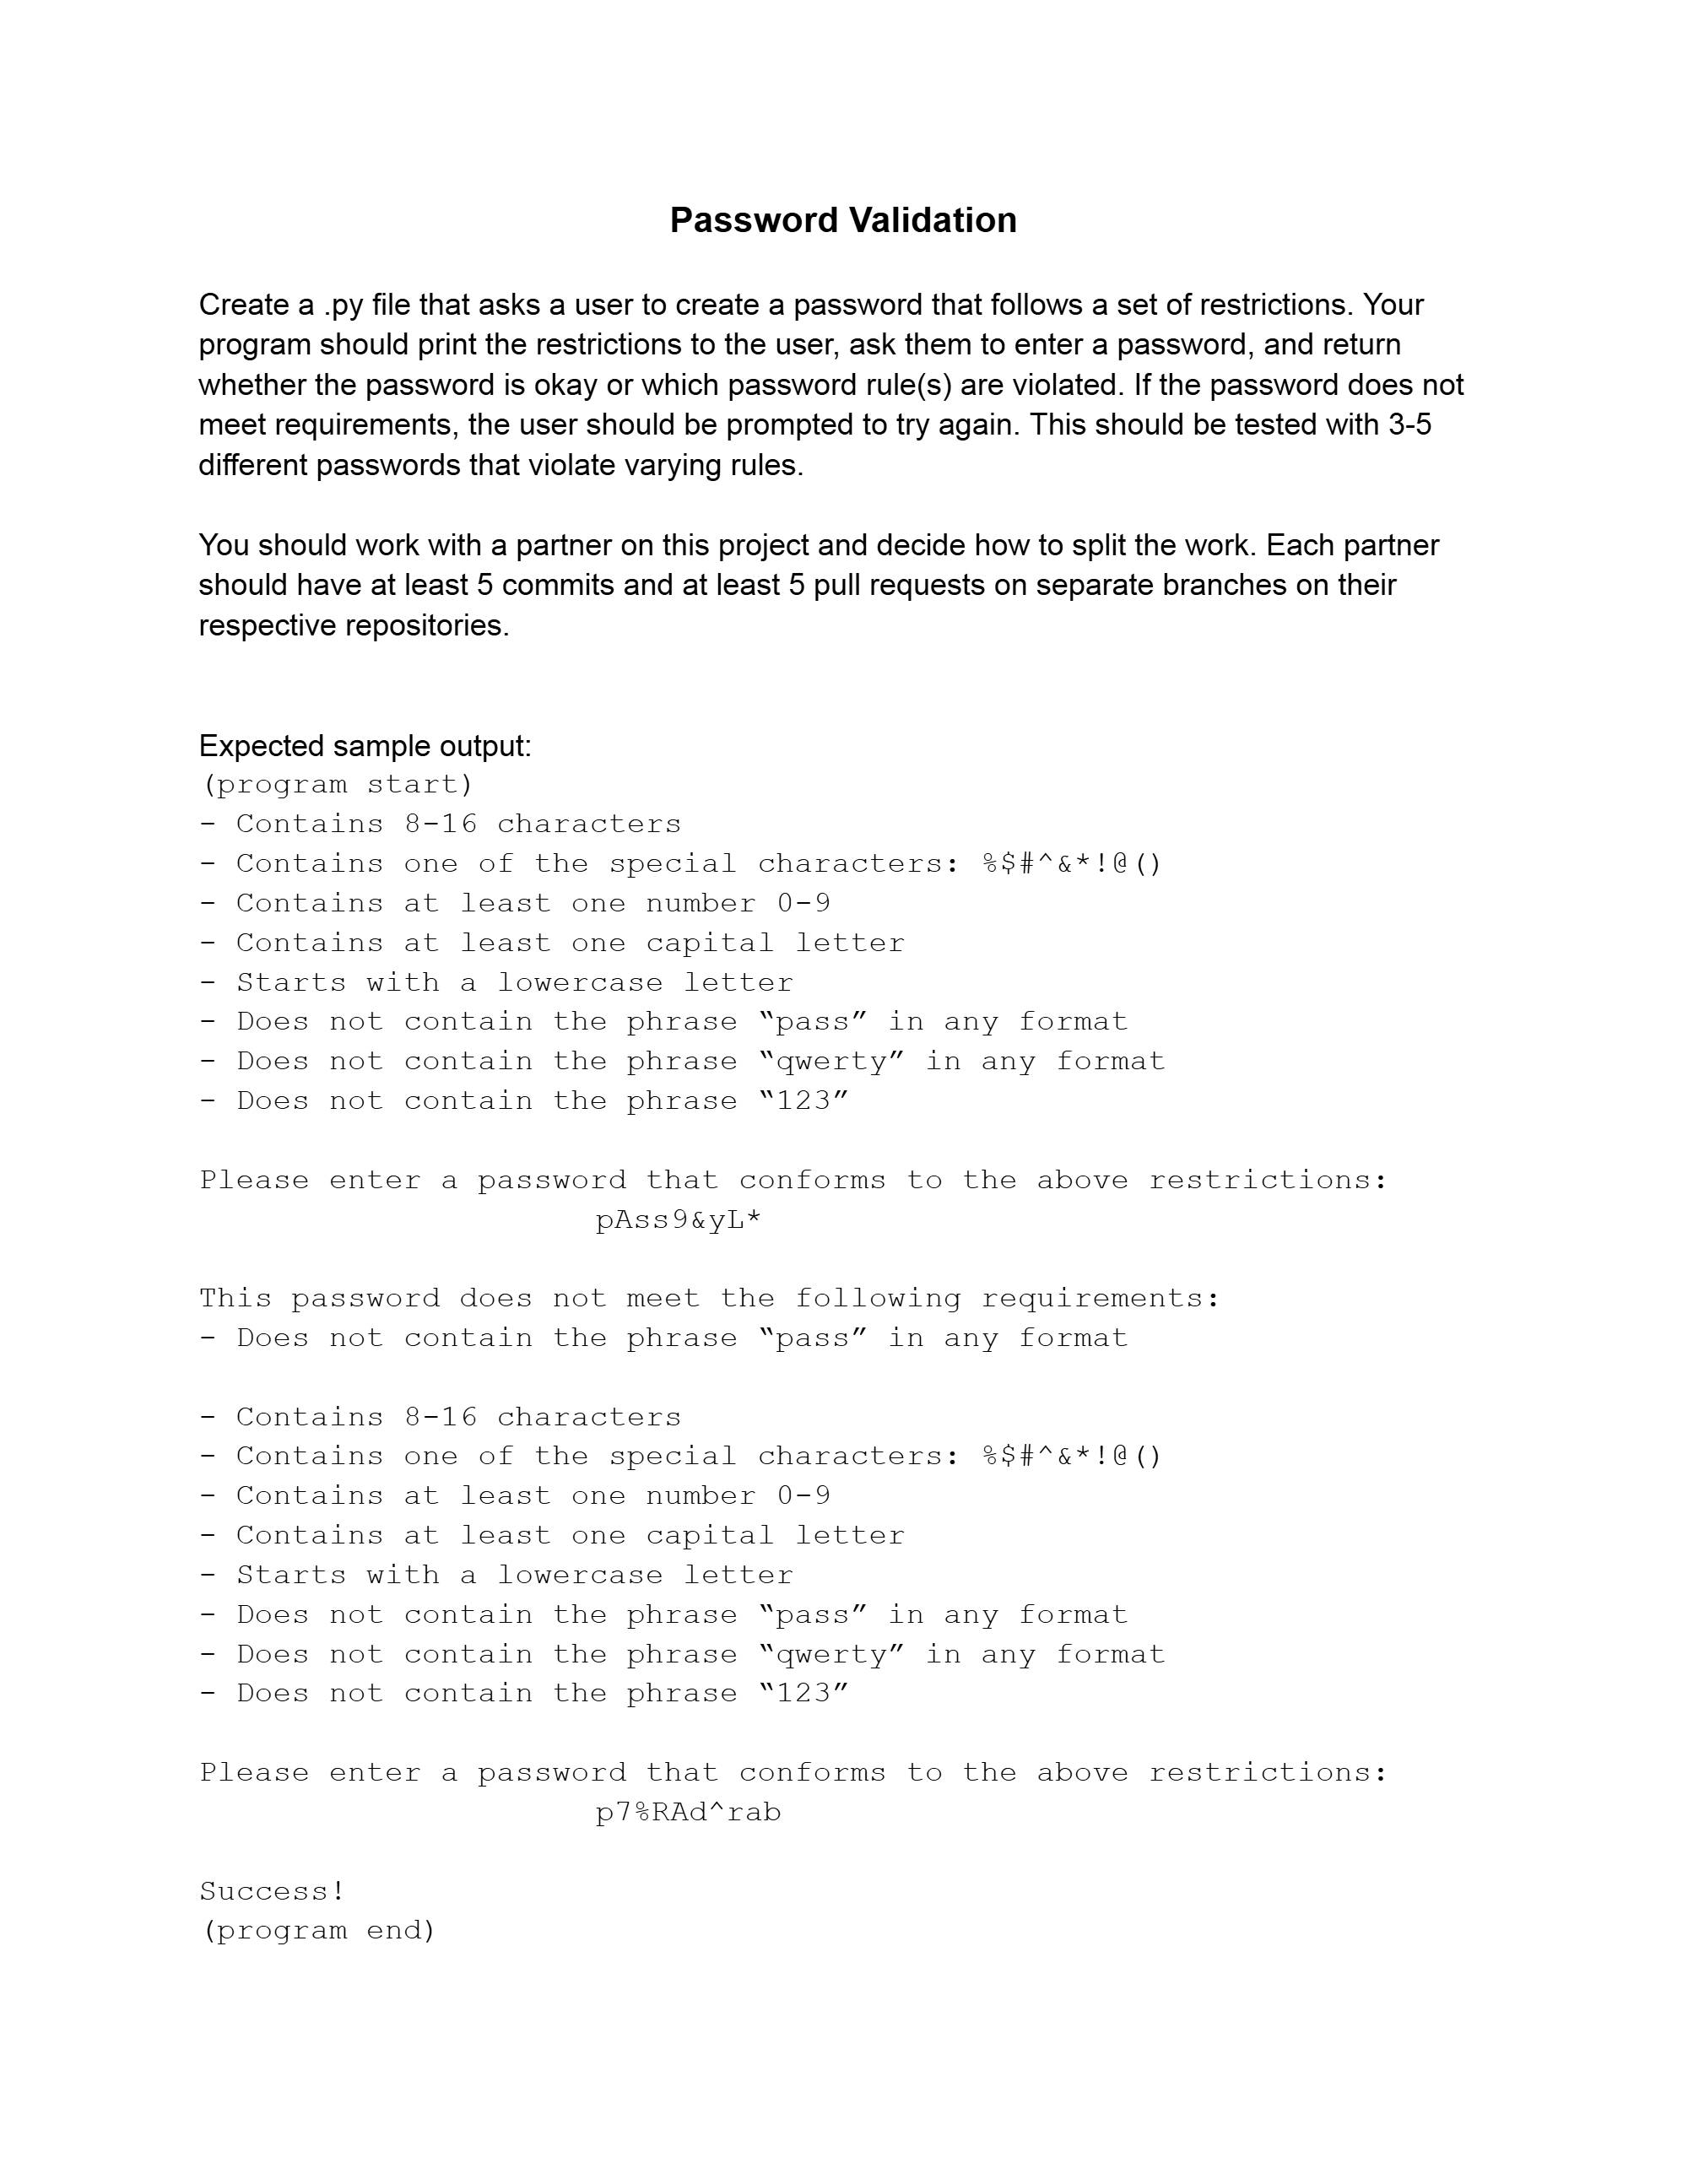 Password Validation
Create a .py file that asks a user to create a password that follows a set of restrictions. Your
program should print the restrictions to the user, ask them to enter a password, and return
whether the password is okay or which password rule(s) are violated. If the password does not
meet requirements, the user should be prompted to try again. This should be tested with 3-5
different passwords that violate varying rules.
You should work with a partner on this project and decide how to split the work. Each partner
should have at least 5 commits and at least 5 pull requests on separate branches on their
respective repositories.
Expected sample output:
(program start)
- Contains 8-16 characters
- Contains one of the special characters: %$#^&*!@()
- Contains at least one number 0-9
- Contains at least one capital letter
- Starts with a lowercase letter
- Does not contain the phrase “pass” in any format
- Does not contain the phrase “qwerty” in any format
- Does not contain the phrase “123”
Please enter a password that conforms to the above restrictions:
pAss9&yL*
This password does not meet the following requirements:
- Does not contain the phrase “pass” in any format
- Contains 8-16 characters
- Contains one of the special characters: %$#^&*!@()
- Contains at least one number 0-9
- Contains at least one capital letter
- Starts with a lowercase letter
- Does not contain the phrase “pass” in any format
- Does not contain the phrase “qwerty” in any format
- Does not contain the phrase “123”
Please enter a password that conforms to the above restrictions:
p7%RAd^rab
Success!
(program end)